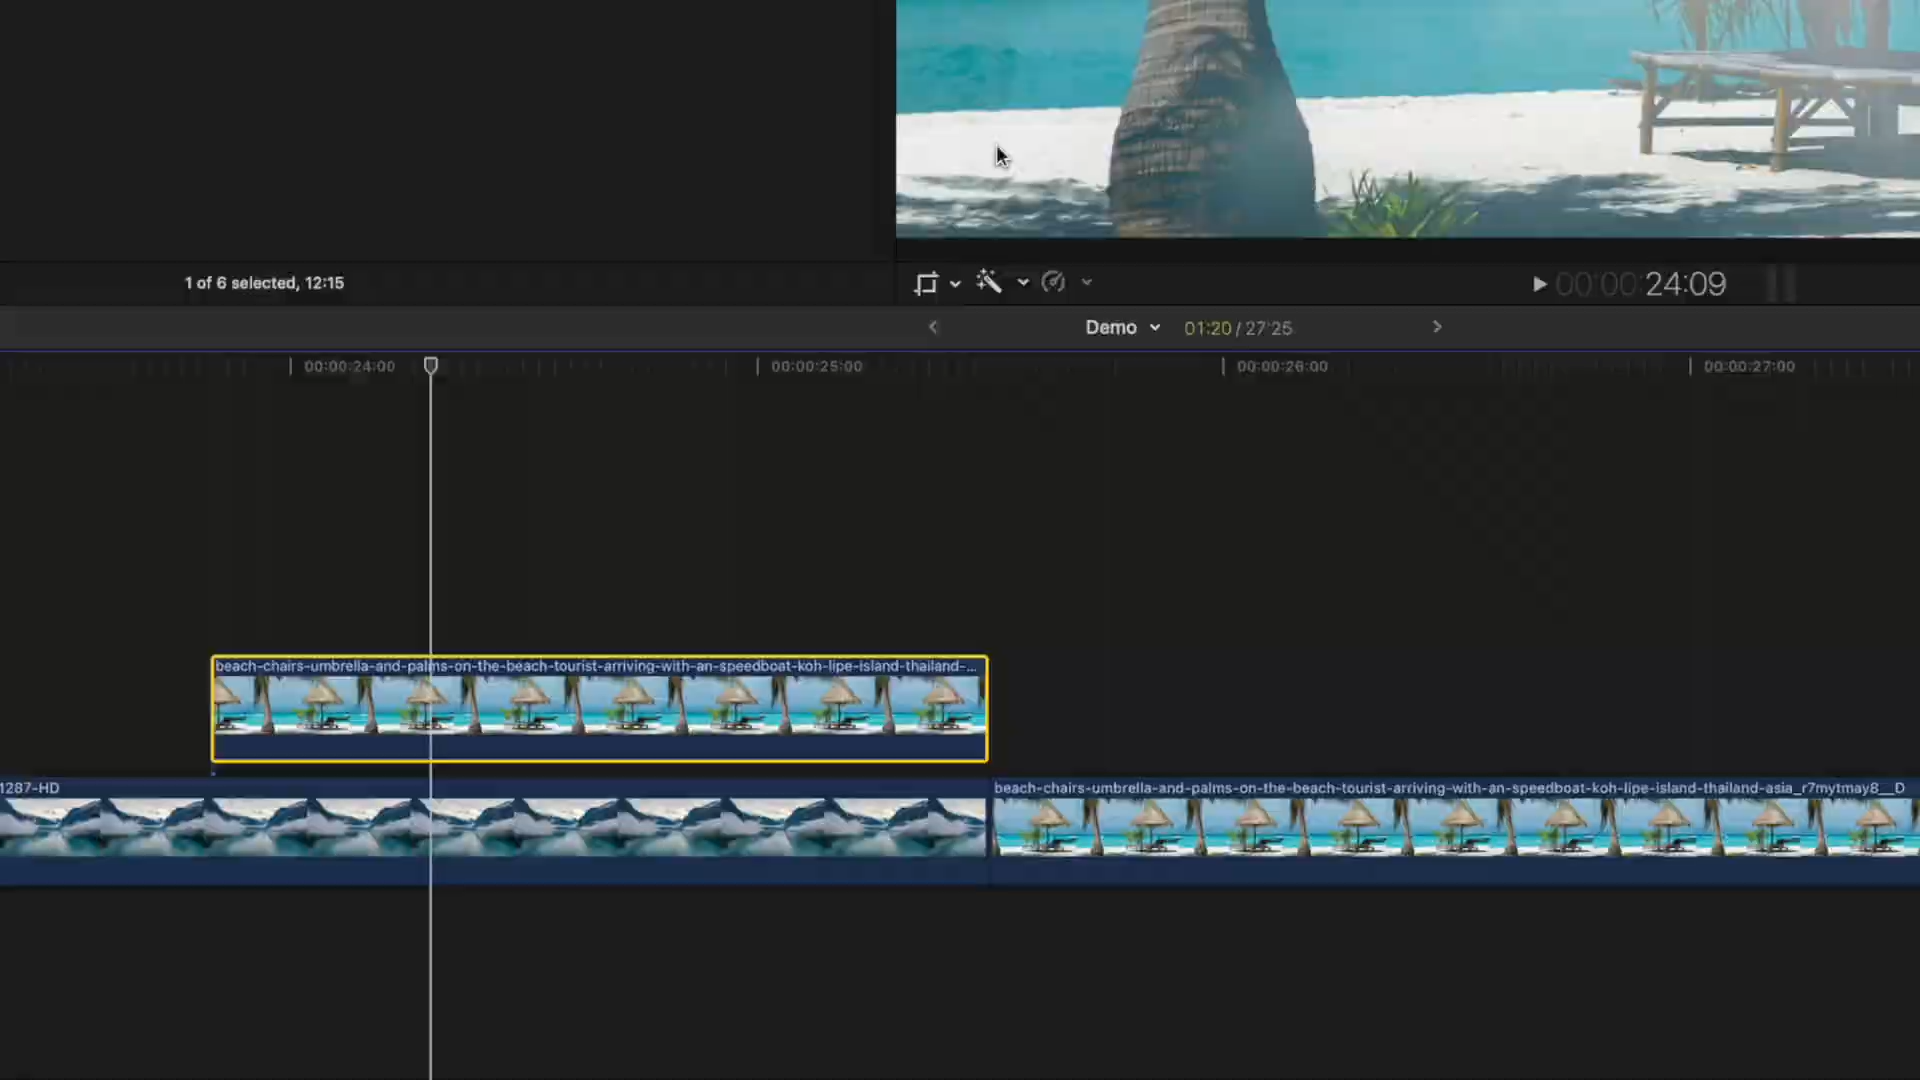 1 of 6 selected, 12:15
00:00:24:09
Demo
01:20 / 27:25
00:00:24:00
00:00:25:00
00:00:26:00
00:00:27:00
beach-chairs-umbrella-and-palms-on-the-beach-tourist-arriving-with-an-speedboat-koh-lipe-island-thailand-...
1287-HD
beach-chairs-umbrella-and-palms-on-the-beach-tourist-arriving-with-an-speedboat-koh-lipe-island-thailand-asia_r7mytmay8__D